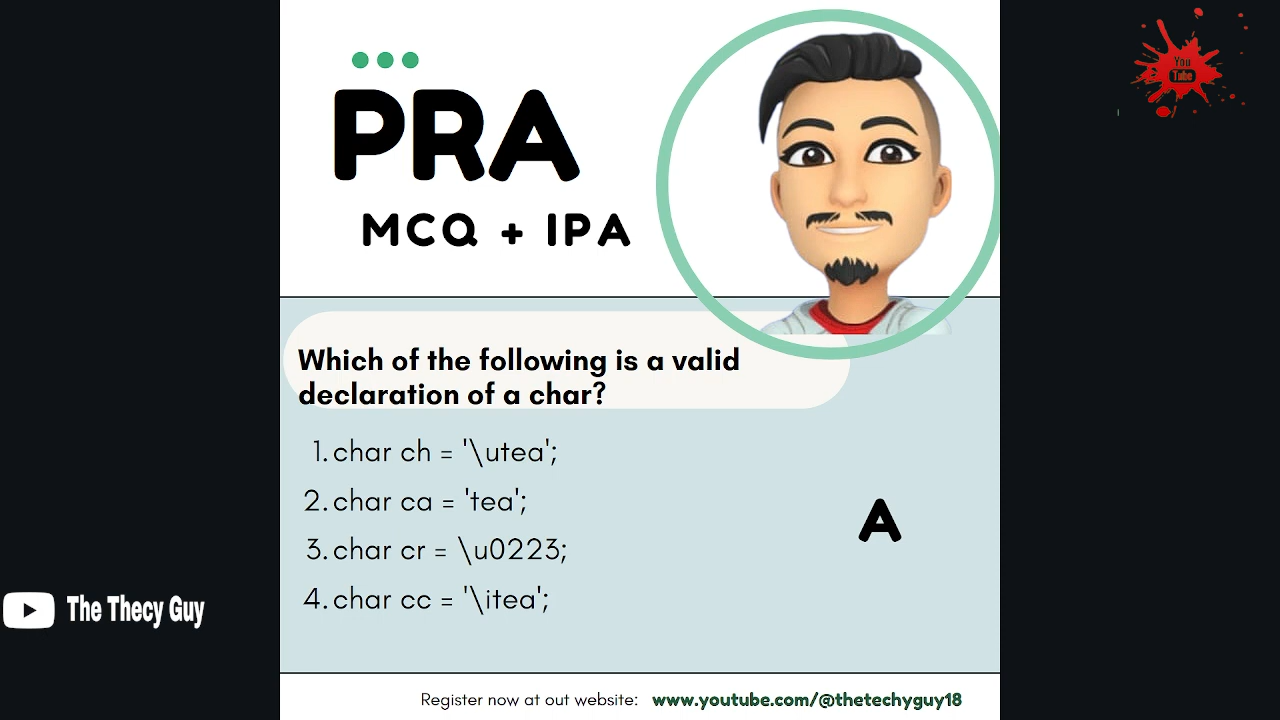 You
Tube
PRA
MCQ + IPA
Which of the following is a valid
declaration of a char?
1. char ch = '\utea';
2. char ca = 'tea';
3. char cr = \u0223;
4. char cc = '\itea';
A
The Thecy Guy
Register now at out website: www.youtube.com/@thetechyguy18